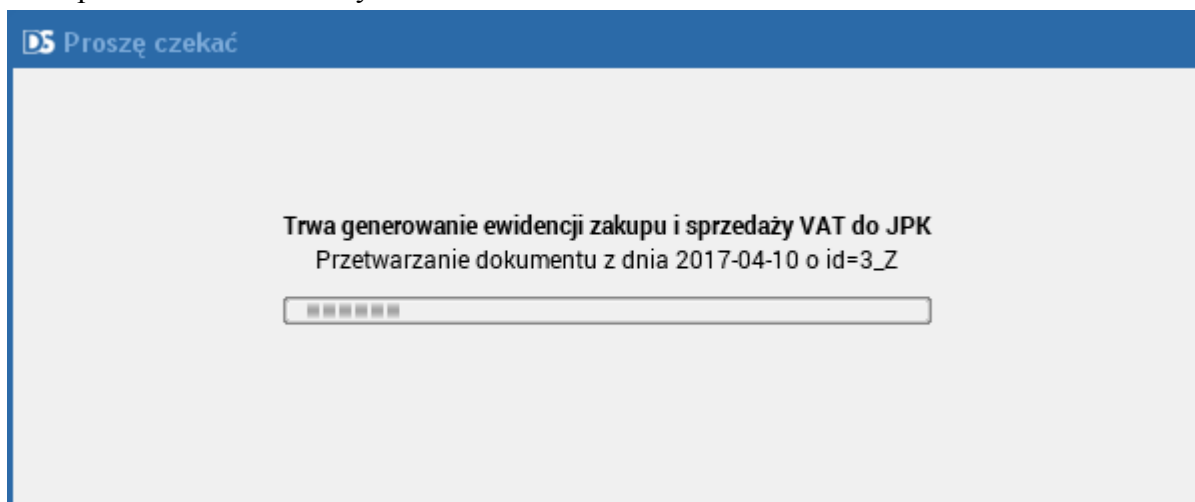 DS Proszę czekać
Trwa generowanie ewidencji zakupu i sprzedaży VAT do JPK
Przetwarzanie dokumentu z dnia 2017-04-10 o id=3_Z